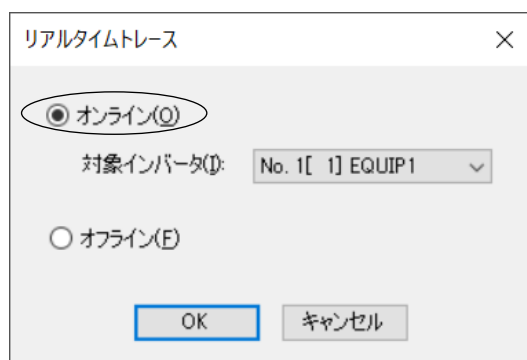 リアルタイムトレース
オンライン(O)
対象インバータ(I): No. 1[ 1] EQUIP1
オフライン(F)
OK キャンセル